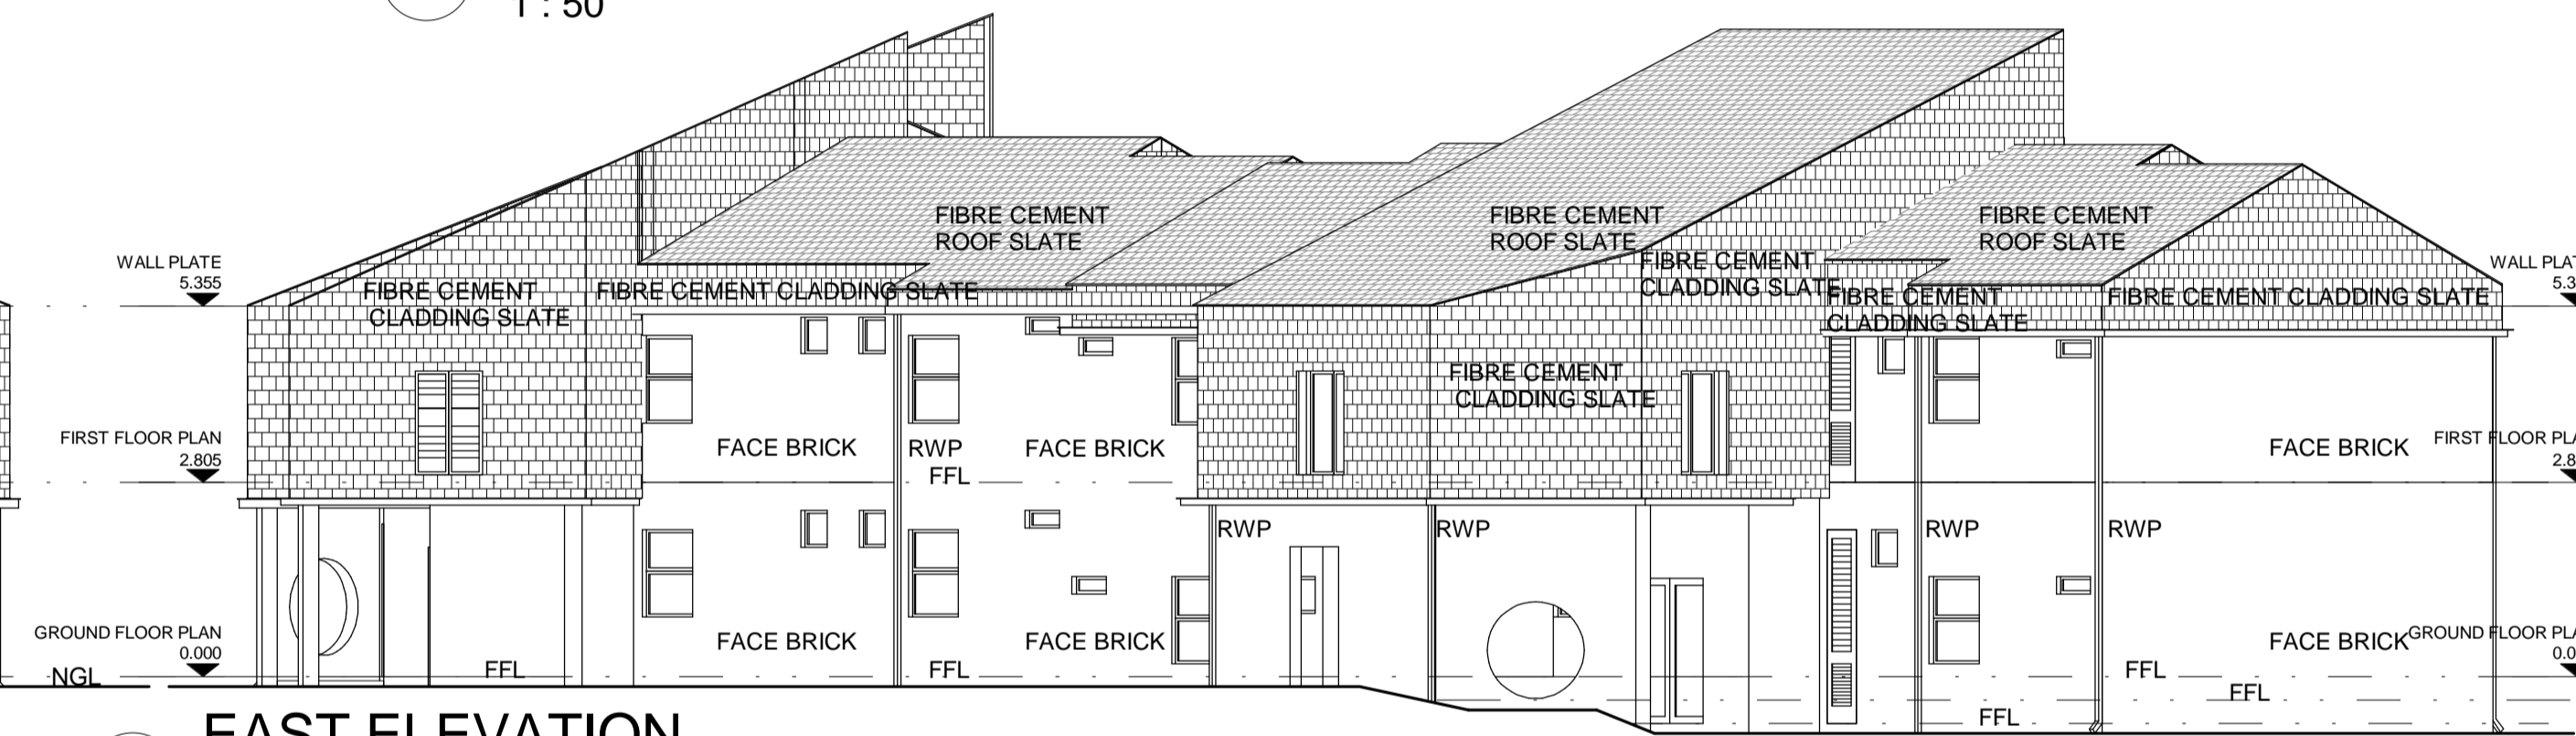 1 : 50
FIBRE CEMENT
ROOF SLATE
FIBRE CEMENT
ROOF SLATE
FIBRE CEMENT
ROOF SLATE
WALL PLATE
5.355
FIBRE CEMENT
CLADDING SLATE
FIBRE CEMENT CLADDING SLATE
FIBRE CEMENT
CLADDING SLATE
FIBRE CEMENT
CLADDING SLATE
FIBRE CEMENT CLADDING SLATE
WALL PLAT
5.3
FIBRE CEMENT
CLADDING SLATE
FIRST FLOOR PLAN
2.805
FACE BRICK
RWP
FFL
FACE BRICK
FACE BRICK
FIRST FLOOR PLA
2.8
RWP
RWP
RWP
RWP
GROUND FLOOR PLAN
0.000
NGL
FFL
FACE BRICK
FFL
FACE BRICK
FACE BRICK
GROUND FLOOR PLA
0.0
FFL
FFL
FFL
EAST ELEVATION